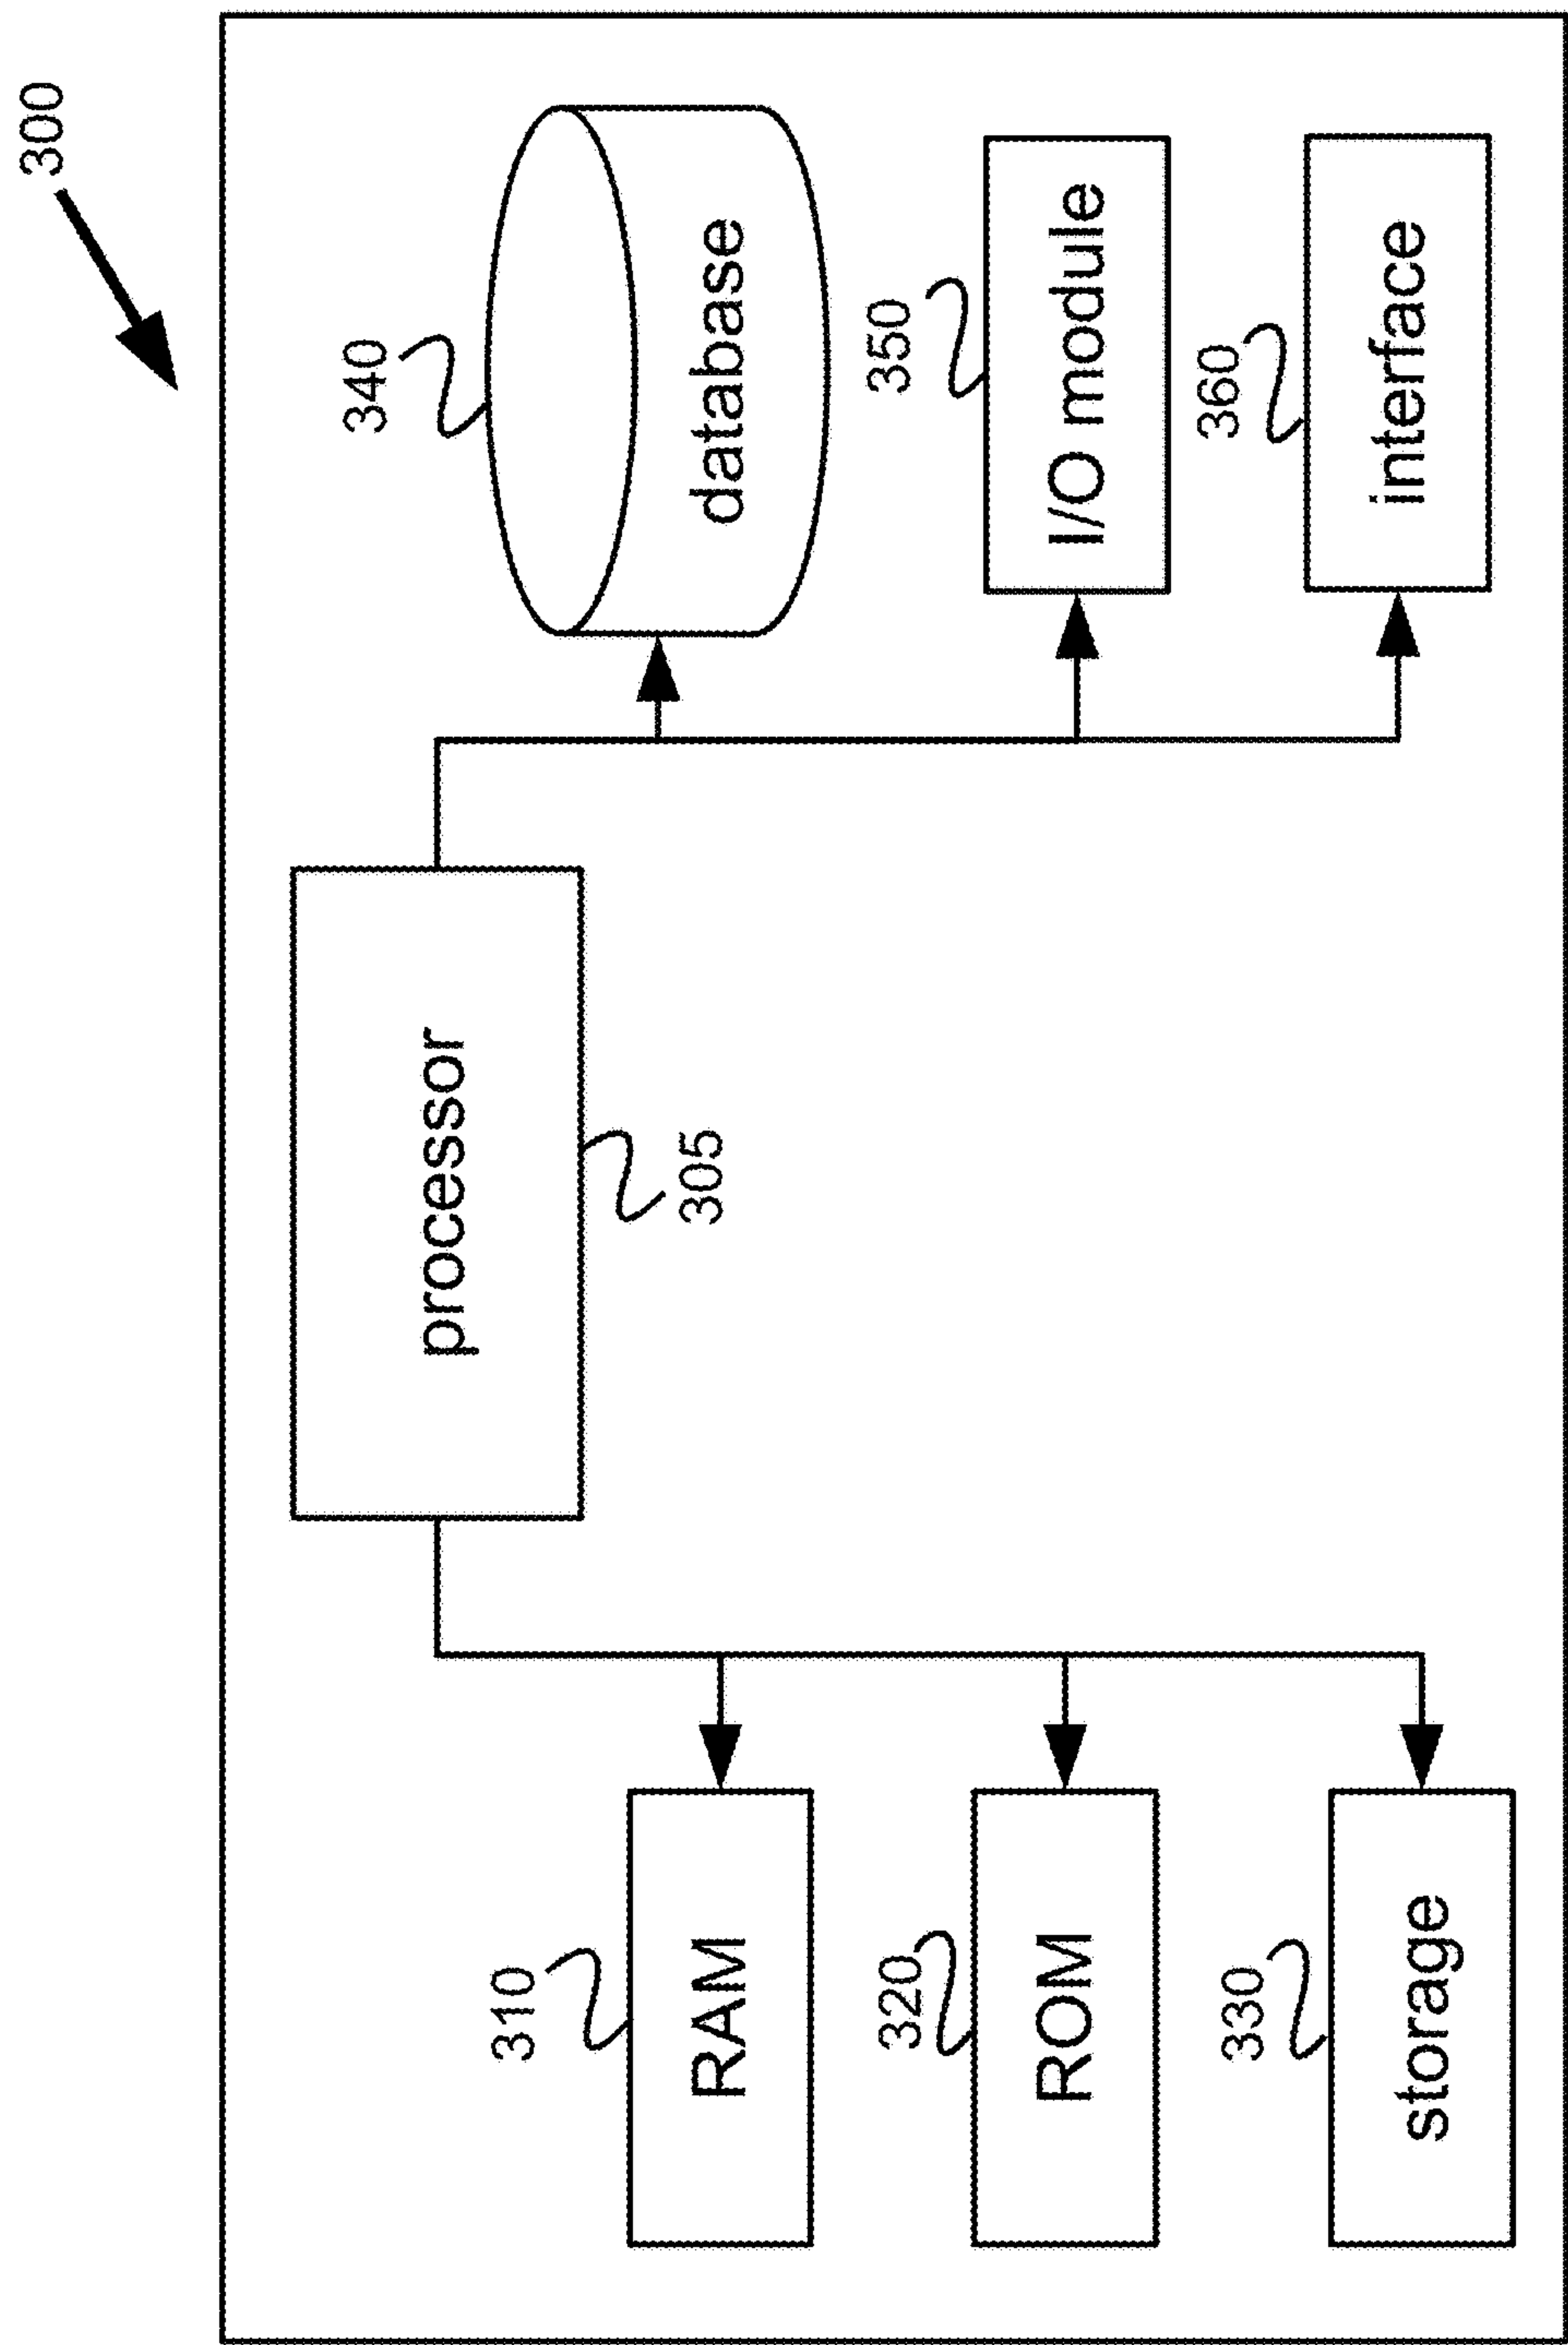 300
processor
305
310
RAM
320
ROM
330
storage
340
database
350
I/O module
360
interface